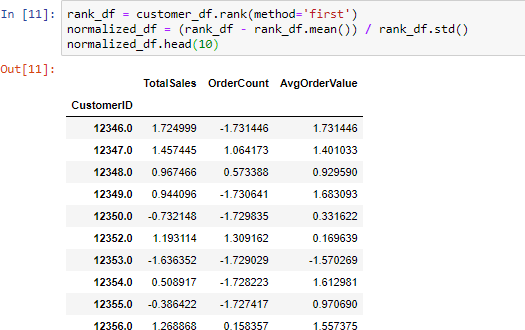 In [11]: rank_df = customer_df.rank(method='first')
normalized_df = (rank_df - rank_df.mean()) / rank_df.std()
normalized_df.head(10)
Out[11]:
TotalSales OrderCount AvgOrderValue
CustomerID
12346.0 1.724999 -1.731446 1.731446
12347.0 1.457445 1.064173 1.401033
12348.0 0.967466 0.573388 0.929590
12349.0 0.944096 -1.730641 1.683093
12350.0 -0.732148 -1.729835 0.331622
12352.0 1.193114 1.309162 0.169639
12353.0 -1.636352 -1.729029 -1.570269
12354.0 0.508917 -1.728223 1.612981
12355.0 -0.386422 -1.727417 0.970690
12356.0 1.268868 0.158357 1.557375